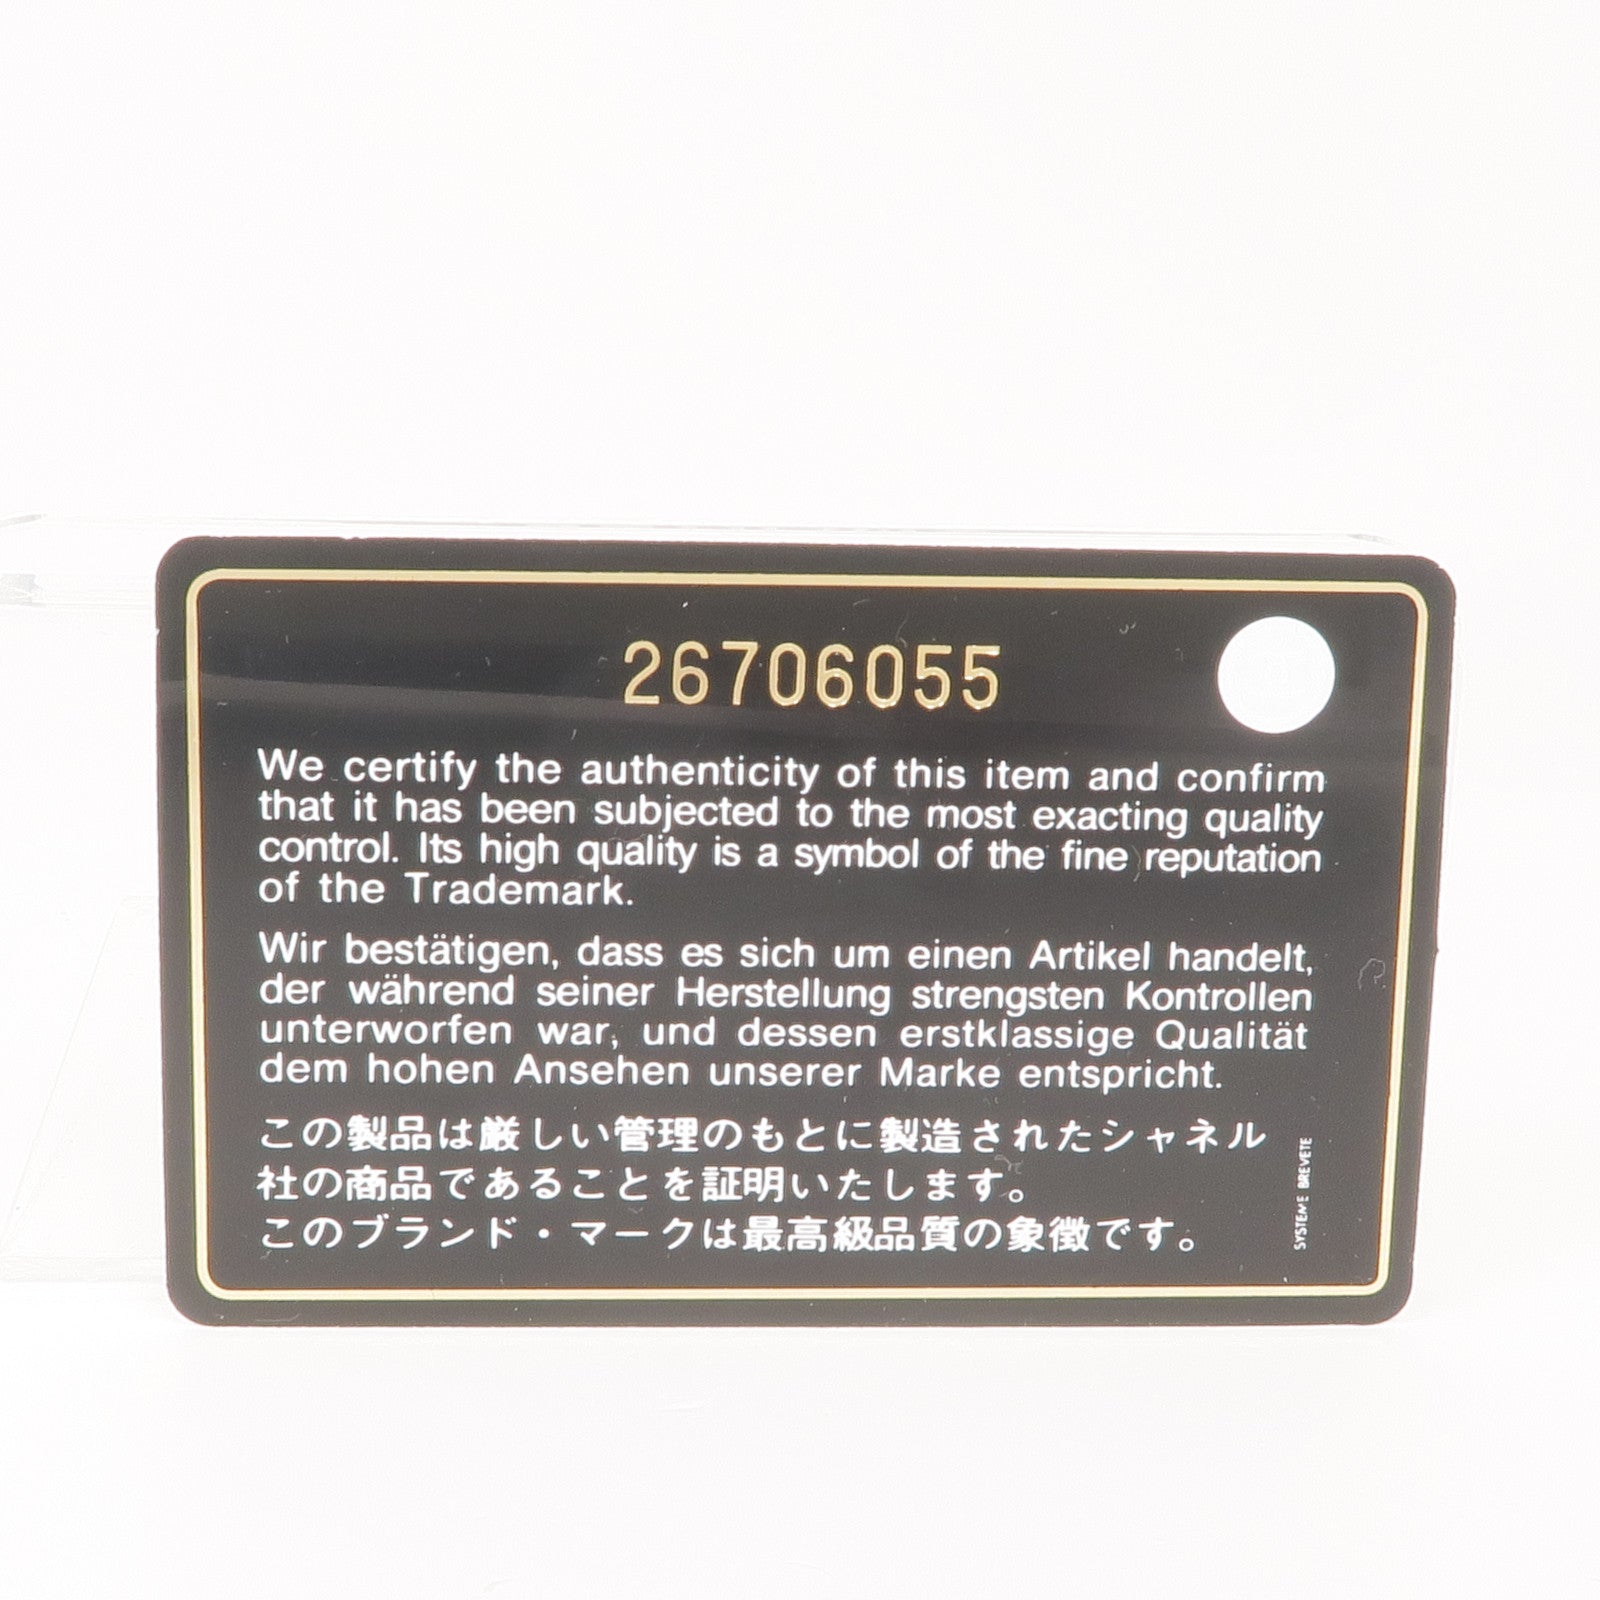 26706055
We certify the authenticity of this item and confirm
that it has been subjected to the most exacting quality
control. Its high quality is a symbol of the fine reputation
of the Trademark.
Wir bestätigen, dass es sich um einen Artikel handelt,
der während seiner Herstellung strengsten Kontrollen
unterworfen war, und dessen erstklassige Qualität
dem hohen Ansehen unserer Marke entspricht.
この製品は厳しい管理のもとに製造されたシャネル
社の商品であることを証明いたします。
このブランド・マークは最高級品質の象徴です。
SYSTEME BREVETE